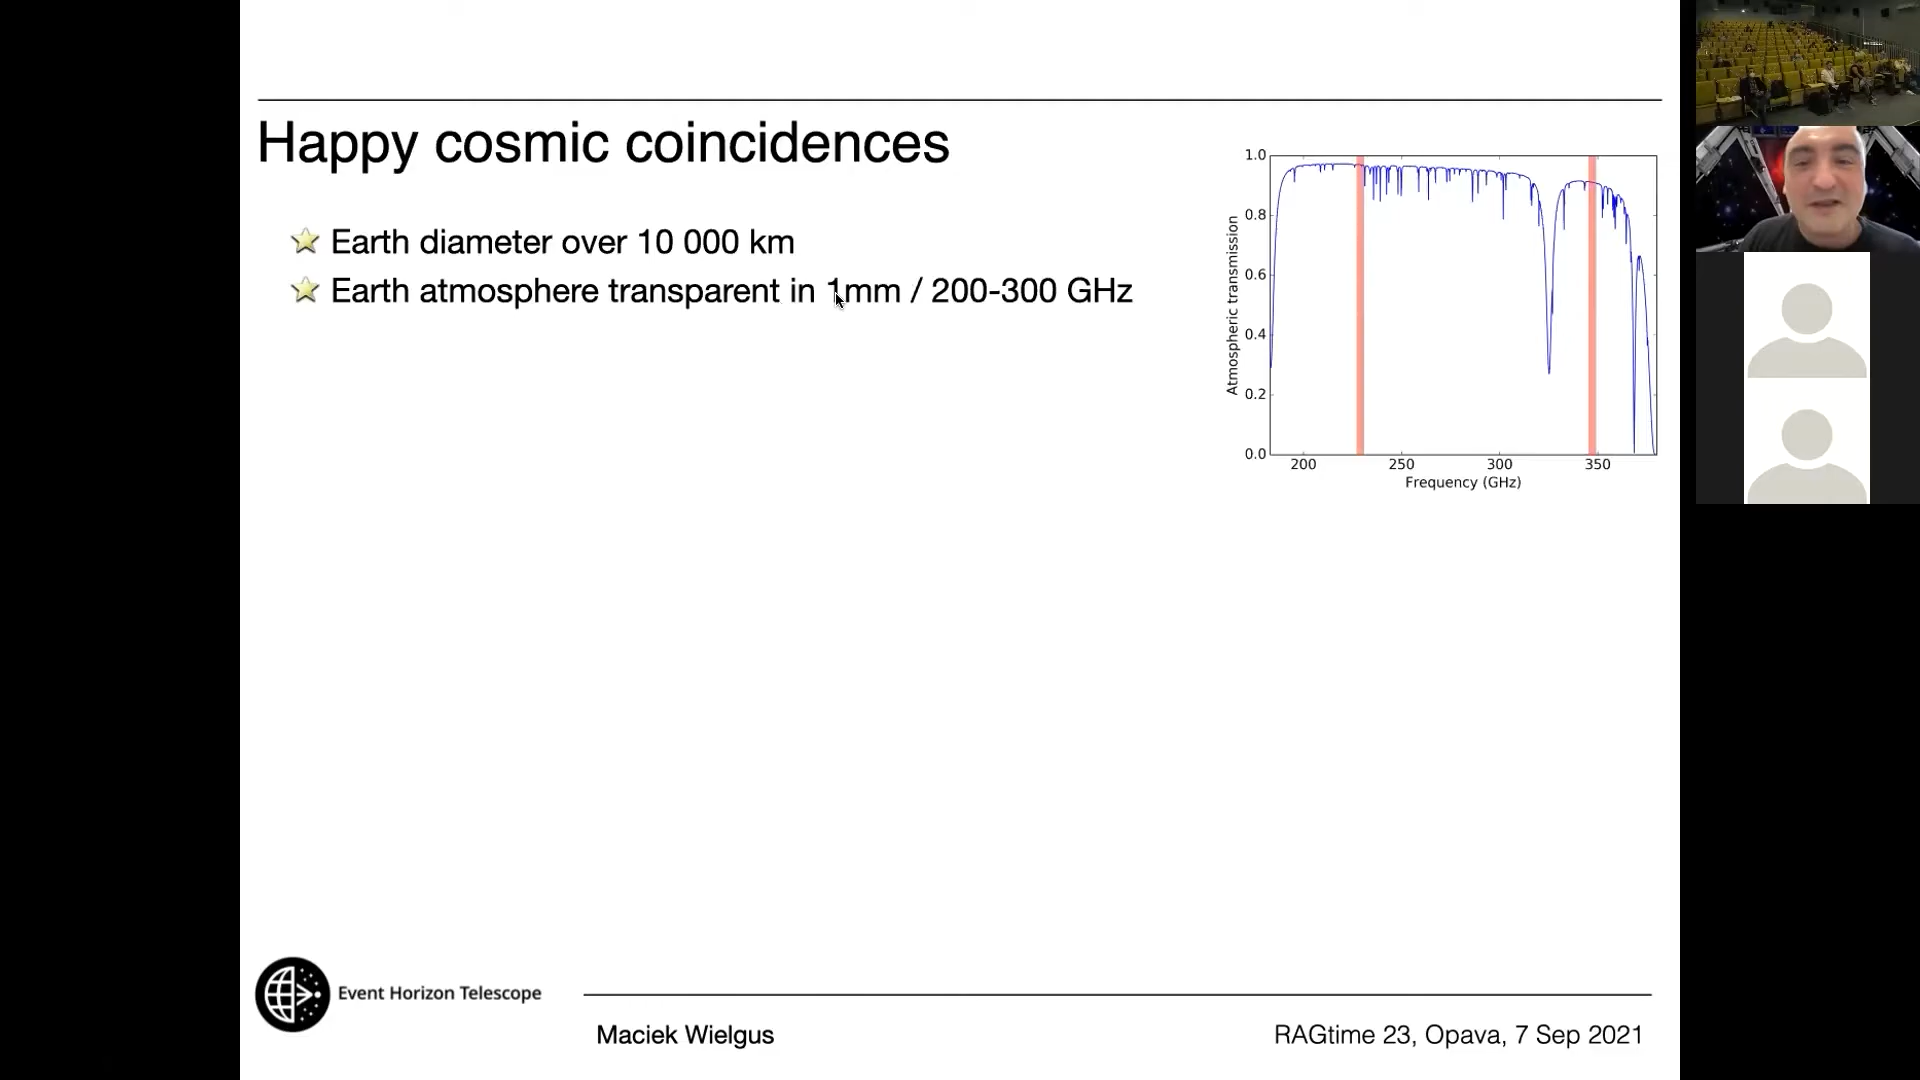 Happy cosmic coincidences
Earth diameter over 10 000 km
Earth atmosphere transparent in 1mm / 200-300 GHz
1.0
0.8
0.6
0.4
0.2
0.0
Atmospheric transmission
200 250 300 350
Frequency (GHz)
Event Horizon Telescope
Maciek Wielgus
RAGtime 23, Opava, 7 Sep 2021